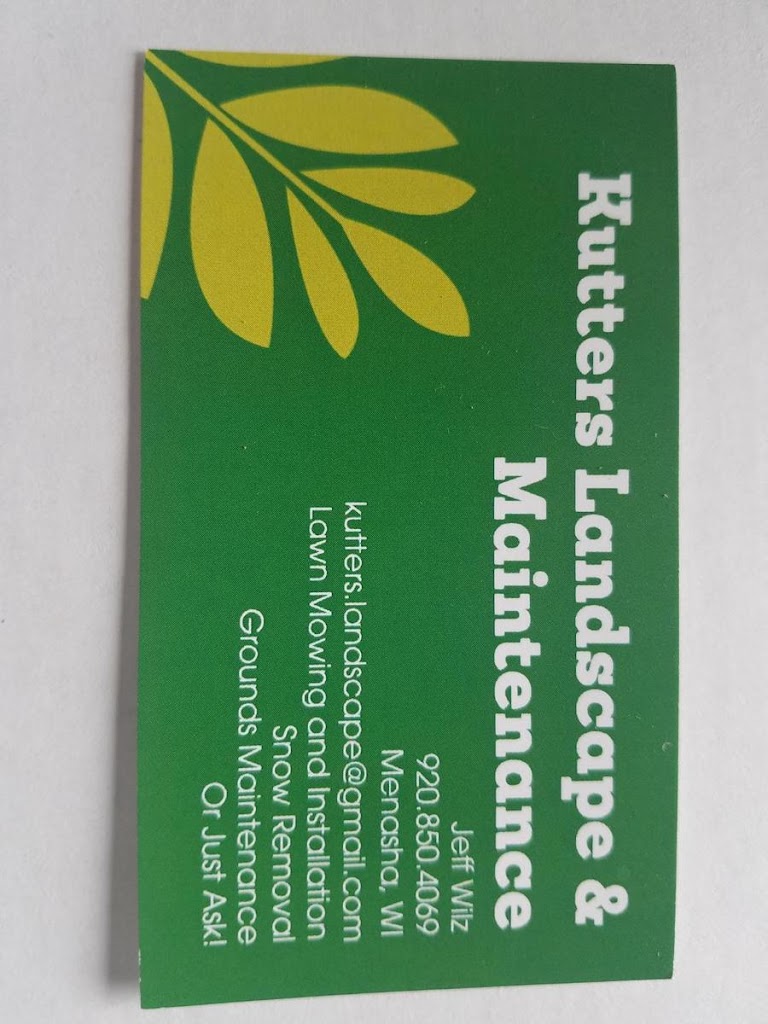 Kutters Landscape &
Maintenance
Jeff Wilz
920.850.4069
Menasha, WI
kutters.landscape@gmail.com
Lawn Mowing and Installation
Snow Removal
Grounds Maintenance
Or Just Ask!